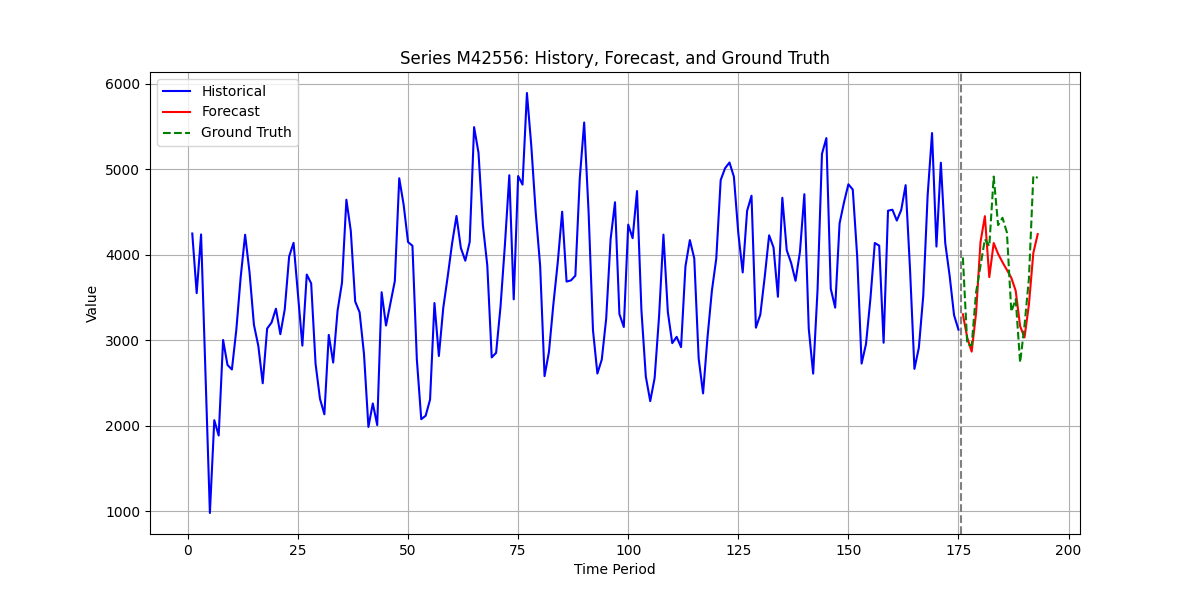 Series M42556: History, Forecast, and Ground Truth
Historical
Forecast
Ground Truth
6000
5000
4000
3000
2000
1000
Value
0 25 50 75 100 125 150 175 200
Time Period